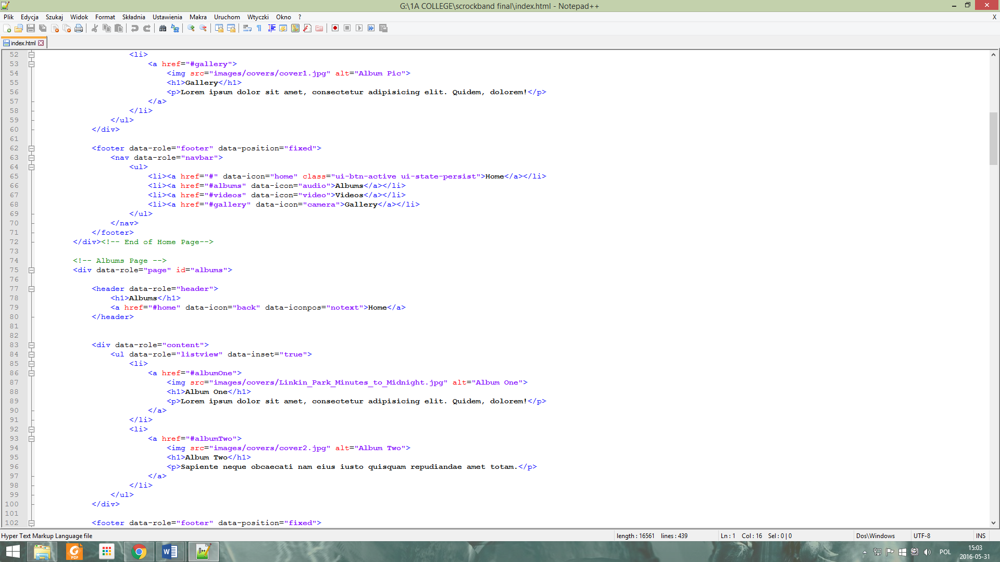 G:\1A COLLEGE\scrockband final\index.html - Notepad++
Plik Edycja Szukaj Widok Format Składnia Ustawienia Makra Uruchom Wtyczki Okno ? X
index.html
52 <li>
53 <a href="#gallery">
54 <img src="images/covers/cover1.jpg" alt="Album Pic">
55 <h1>Gallery</h1>
56 <p>Lorem ipsum dolor sit amet, consectetur adipisicing elit. Quidem, dolorem!</p>
57 </a>
58 </li>
59 </ul>
60 </div>
61
62 <footer data-role="footer" data-position="fixed">
63 <nav data-role="navbar">
64 <ul>
65 <li><a href="#" data-icon="home" class="ui-btn-active ui-state-persist">Home</a></li>
66 <li><a href="#albums" data-icon="audio">Albums</a></li>
67 <li><a href="#videos" data-icon="video">Videos</a></li>
68 <li><a href="#gallery" data-icon="camera">Gallery</a></li>
69 </ul>
70 </nav>
71 </footer>
72 </div><!-- End of Home Page-->
73
74 <!-- Albums Page -->
75 <div data-role="page" id="albums">
76
77 <header data-role="header">
78 <h1>Albums</h1>
79 <a href="#home" data-icon="back" data-iconpos="notext">Home</a>
80 </header>
81
82
83 <div data-role="content">
84 <ul data-role="listview" data-inset="true">
85 <li>
86 <a href="#albumOne">
87 <img src="images/covers/Linkin_Park_Minutes_to_Midnight.jpg" alt="Album One">
88 <h1>Album One</h1>
89 <p>Lorem ipsum dolor sit amet, consectetur adipisicing elit. Quidem, dolorem!</p>
90 </a>
91 </li>
92 <li>
93 <a href="#albumTwo">
94 <img src="images/covers/cover2.jpg" alt="Album Two">
95 <h1>Album Two</h1>
96 <p>Sapiente neque obcaecati nam eius iusto quisquam repudiandae amet totam.</p>
97 </a>
98 </li>
99 </ul>
100 </div>
101
102 <footer data-role="footer" data-position="fixed">
Hyper Text Markup Language file length : 16561 lines : 439 Ln : 1 Col : 16 Sel : 0 | 0 Dos\Windows UTF-8 INS
PDF
POL
15:03
2016-05-31